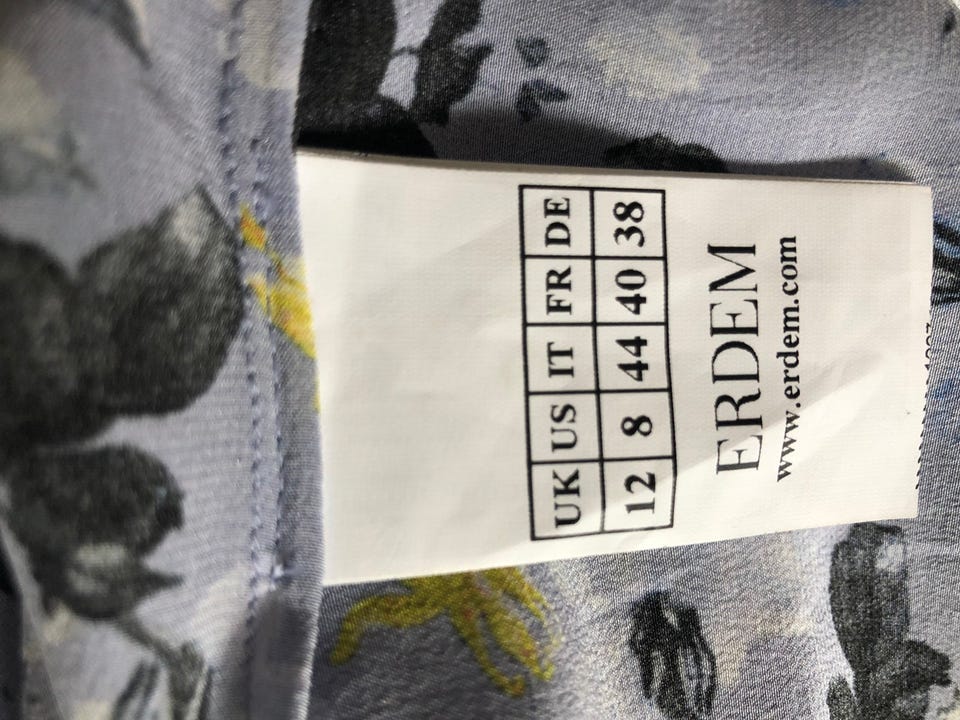 UK US IT FR DE
12 8 44 40 38
ERDEM
www.erdem.com